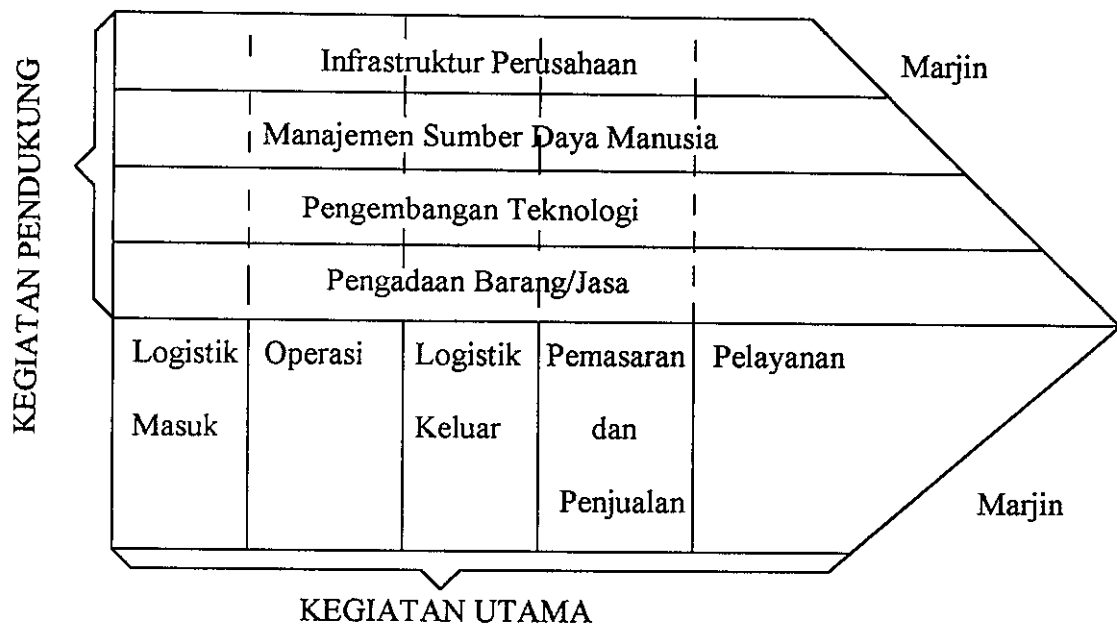 KEGIATAN PENDUKUNG
Infrastruktur Perusahaan
Marjin
Manajemen Sumber Daya Manusia
Pengembangan Teknologi
Pengadaan Barang/Jasa
Logistik
Masuk
Operasi
Logistik
Keluar
Pemasaran
dan
Penjualan
Pelayanan
Marjin
KEGIATAN UTAMA